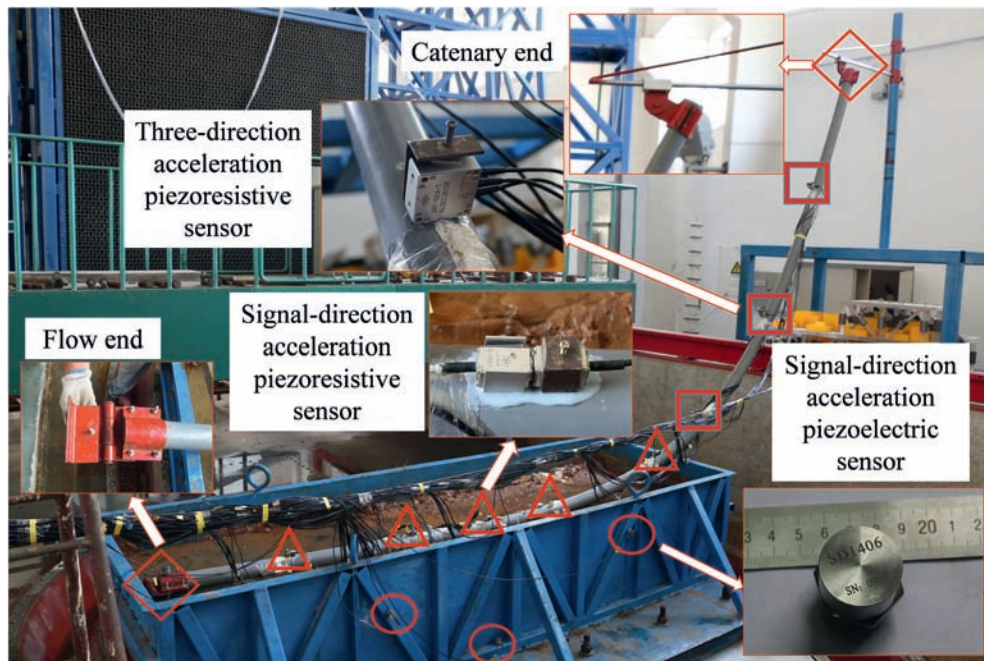 Catenary end
Three-direction
acceleration
piezoresistive
sensor
Signal-direction
acceleration
piezoresistive
sensor
Flow end
Signal-direction
acceleration
piezoelectric
sensor
3 4 5 6 7 8 9 20 1 2
SD1406
SN: